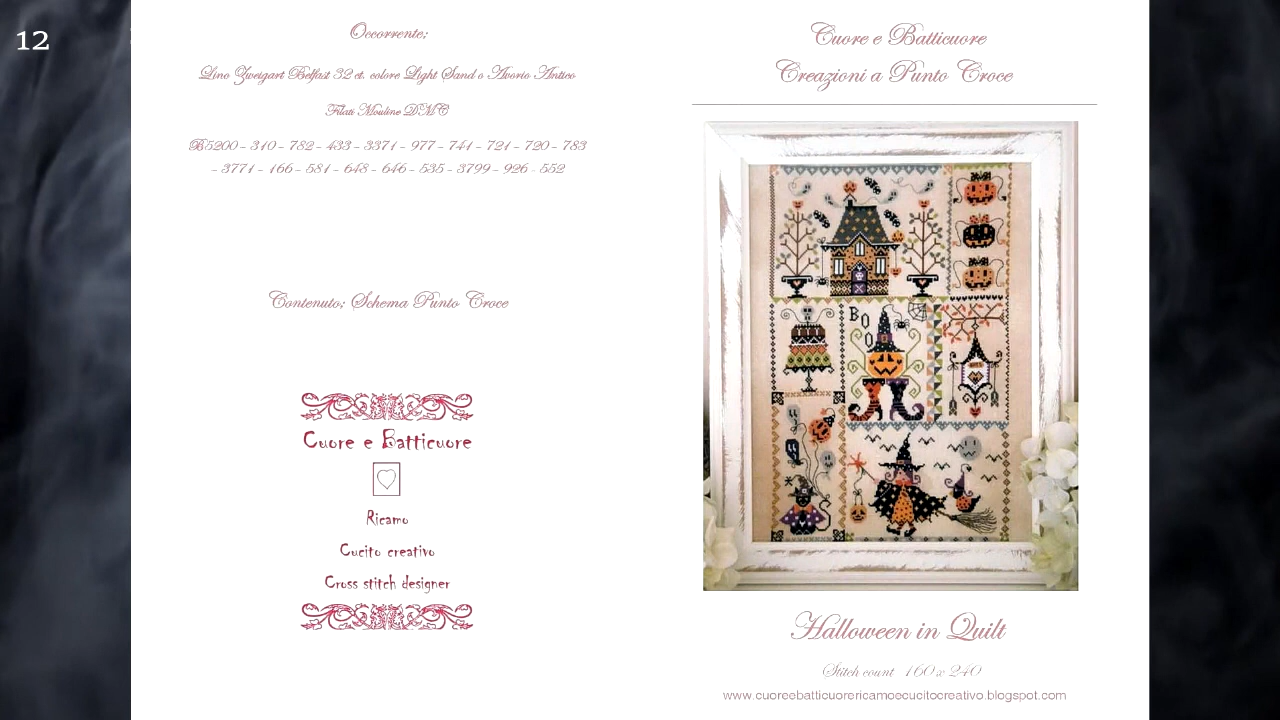 12
Occorrente;
Lino Zweigart Belfast 32 ct. colore Light Sand o Avorio Antico
Filati Mouline DMC
B5200 - 310 - 782 - 433 - 3371 - 977 - 741 - 721 - 720 - 783
- 3771 - 166 - 581 - 648 - 646 - 535 - 3799 - 926 - 552
Contenuto; Schema Punto Croce
Cuore e Batticuore
Ricamo
Cucito creativo
Cross stitch designer
Cuore e Batticuore
Creazioni a Punto Croce
BO
O
Halloween in Quilt
Stitch count 160 x 240
www.cuoreebatticuorericamoecucitocreativo.blogspot.com